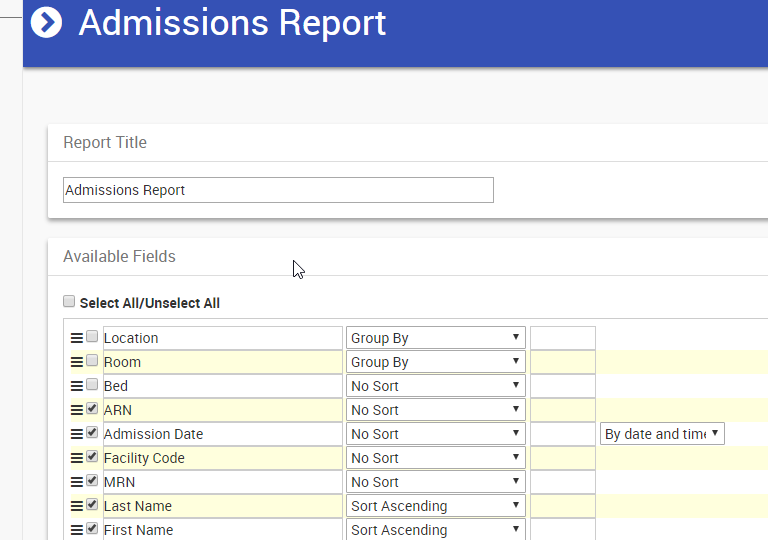 Admissions Report
Report Title
Admissions Report
Available Fields
Select All/Unselect All
Location Group By
Room Group By
Bed No Sort
ARN No Sort
Admission Date No Sort By date and time
Facility Code No Sort
MRN No Sort
Last Name Sort Ascending
First Name Sort Ascending